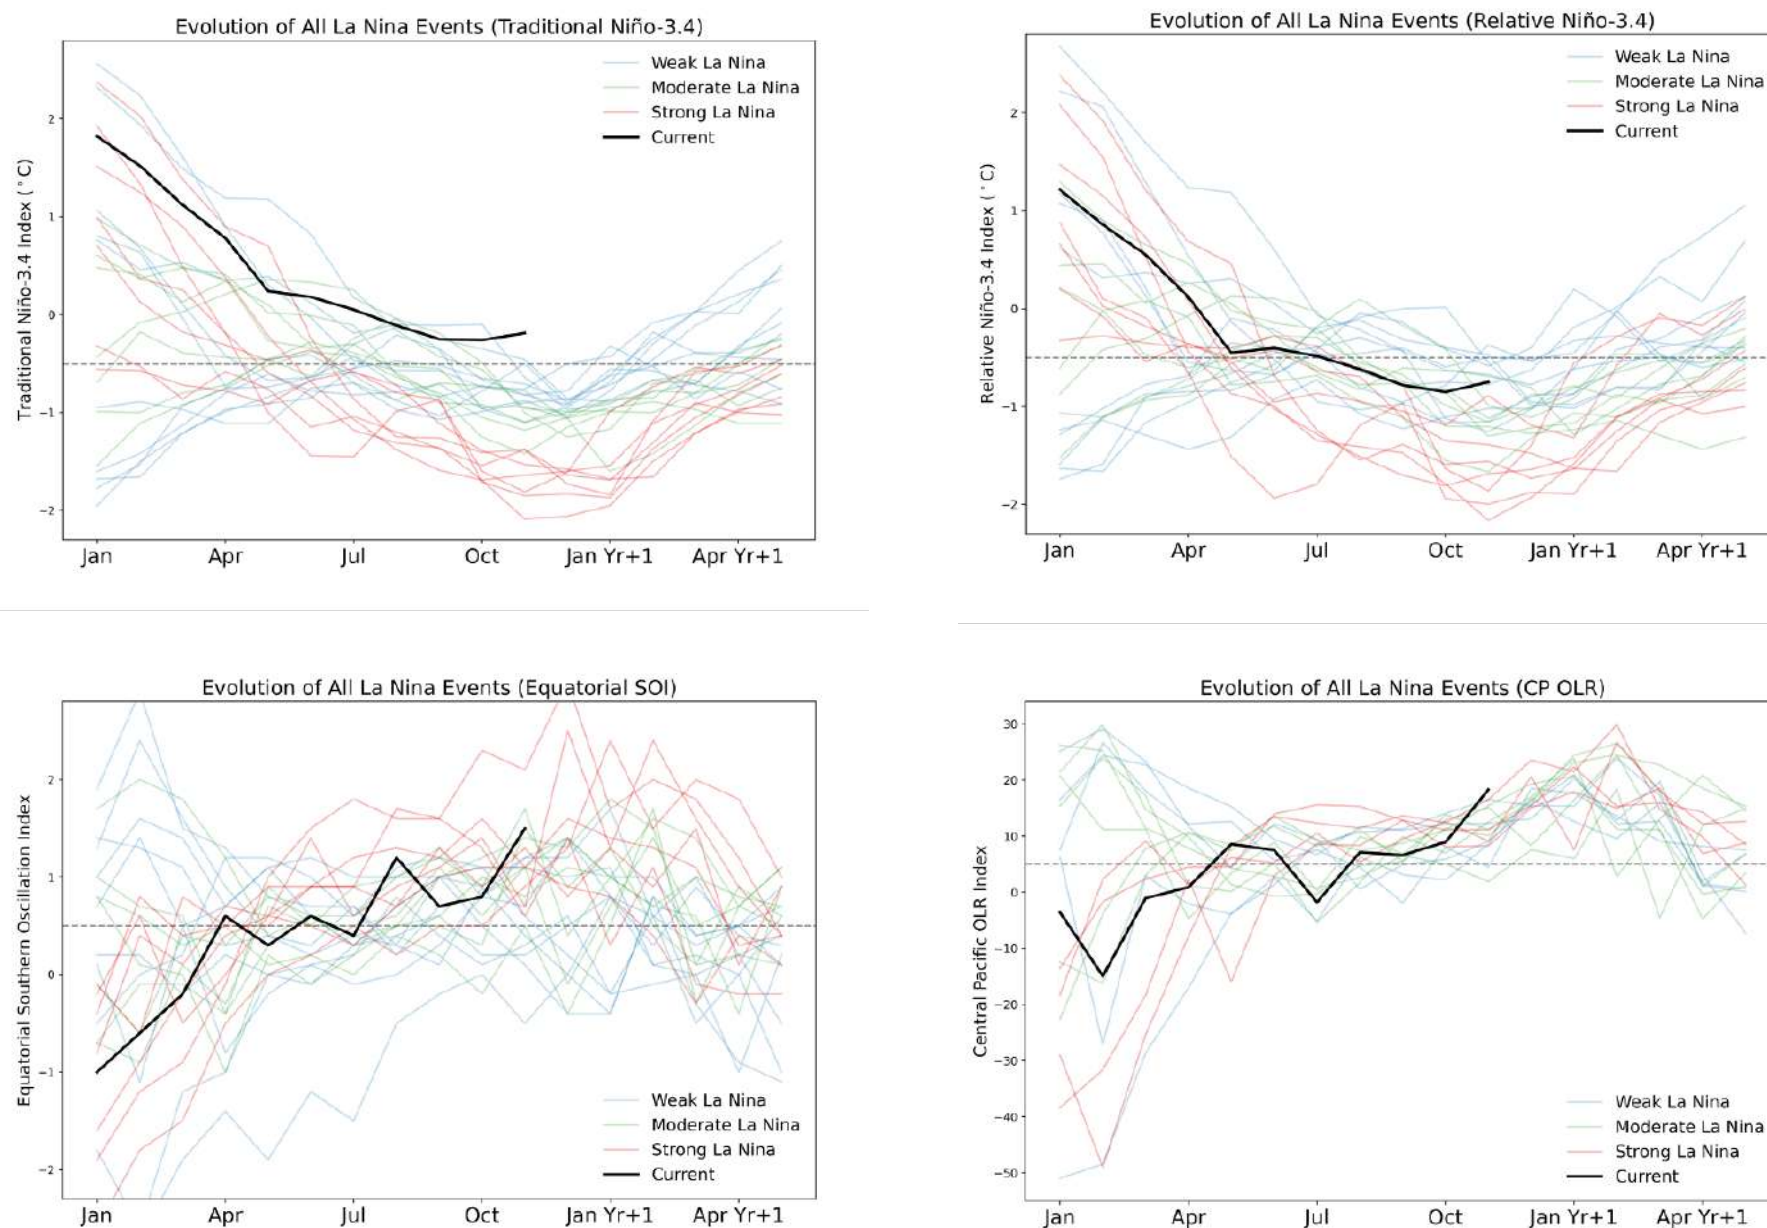 Evolution of All La Nina Events (Traditional Niño-3.4)
Traditional Niño-3.4 Index (°C)
2
1
0
−1
−2
Weak La Nina
Moderate La Nina
Strong La Nina
Current
Jan Apr Jul Oct Jan Yr+1 Apr Yr+1
Evolution of All La Nina Events (Relative Niño-3.4)
Relative Niño-3.4 Index (°C)
2
1
0
−1
−2
Weak La Nina
Moderate La Nina
Strong La Nina
Current
Jan Apr Jul Oct Jan Yr+1 Apr Yr+1
Evolution of All La Nina Events (Equatorial SOI)
Equatorial Southern Oscillation Index
2
1
0
−1
−2
Weak La Nina
Moderate La Nina
Strong La Nina
Current
Jan Apr Jul Oct Jan Yr+1 Apr Yr+1
Evolution of All La Nina Events (CP OLR)
Central Pacific OLR Index
30
20
10
0
−10
−20
−30
−40
−50
Weak La Nina
Moderate La Nina
Strong La Nina
Current
Jan Apr Jul Oct Jan Yr+1 Apr Yr+1